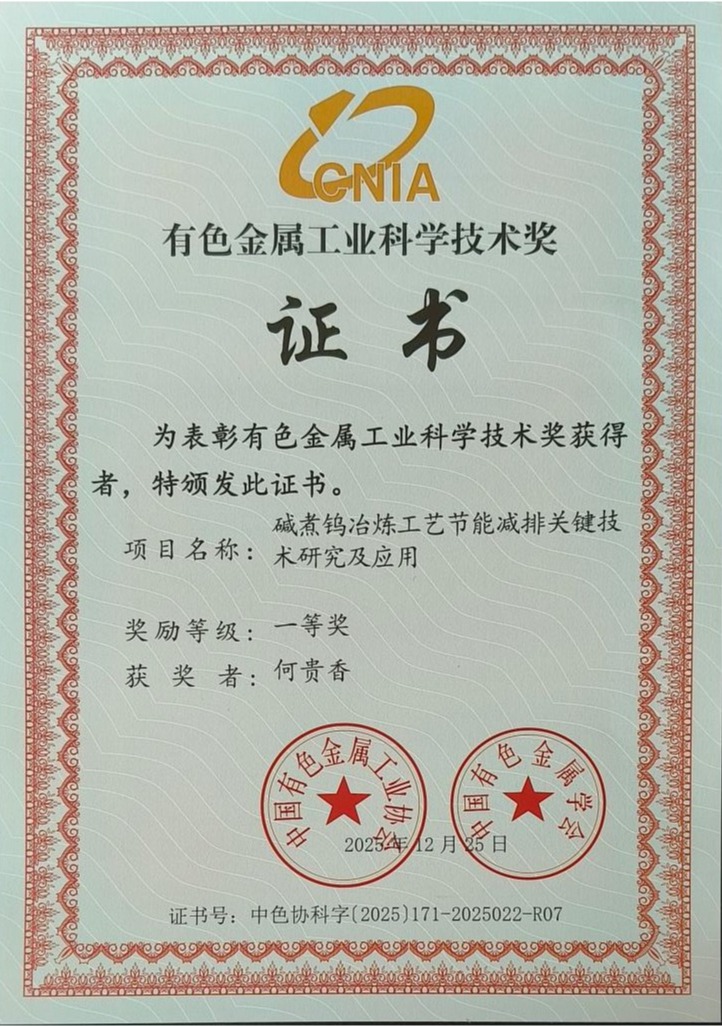 CNIA
有色金属工业科学技术奖
证书
为表彰有色金属工业科学技术奖获得
者，特颁发此证书。
项目名称：碱煮钨冶炼工艺节能减排关键技
术研究及应用
奖励等级：一等奖
获奖者：何贵香
中国有色金属工业协会
中国有色金属学会
2025年12月25日
证书号：中色协科字[2025]171-2025022-R07